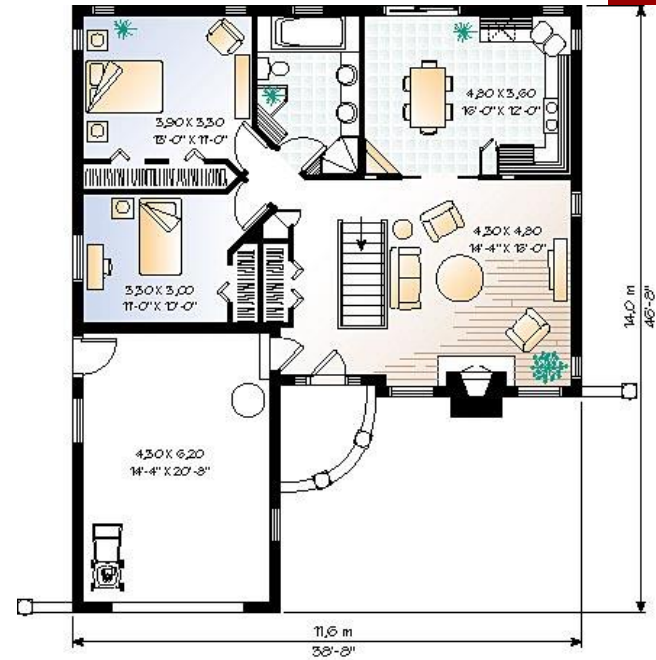 3,90 X 3,30
13'-0" X 11'-0"
4,80 X 3,60
16'-0" X 12'-0"
4,30 X 4,80
14'-4" X 16'-0"
3,30 X 3,00
11'-0" X 10'-0"
14,0 m
46'-8"
4,30 X 6,20
14'-4" X 20'-8"
11,6 m
38'-8"